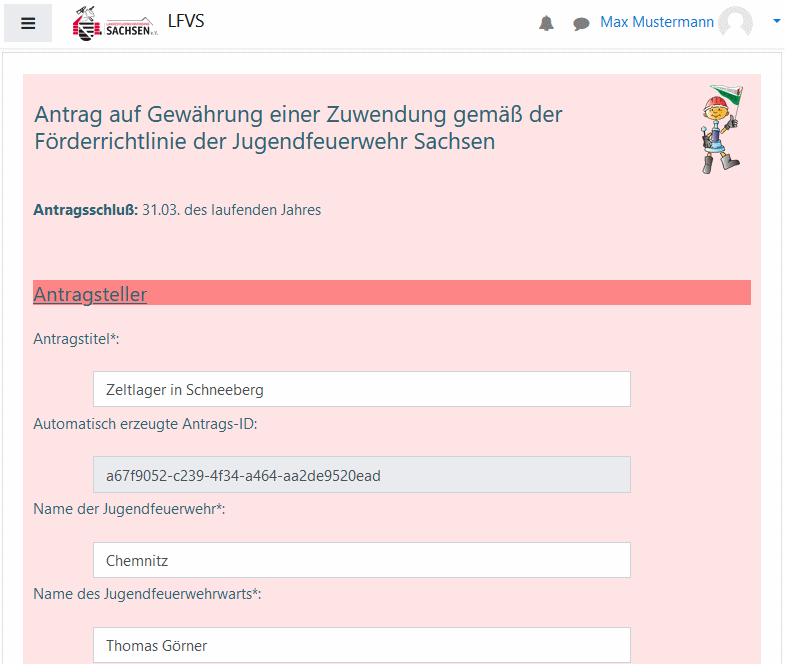 SACHSEN e.V.
LFVS
Max Mustermann
Antrag auf Gewährung einer Zuwendung gemäß der
Förderrichtlinie der Jugendfeuerwehr Sachsen
Antragsschluß: 31.03. des laufenden Jahres
Antragsteller
Antragstitel*:
Zeltlager in Schneeberg
Automatisch erzeugte Antrags-ID:
a67f9052-c239-4f34-a464-aa2de9520ead
Name der Jugendfeuerwehr*:
Chemnitz
Name des Jugendfeuerwehrwarts*:
Thomas Görner